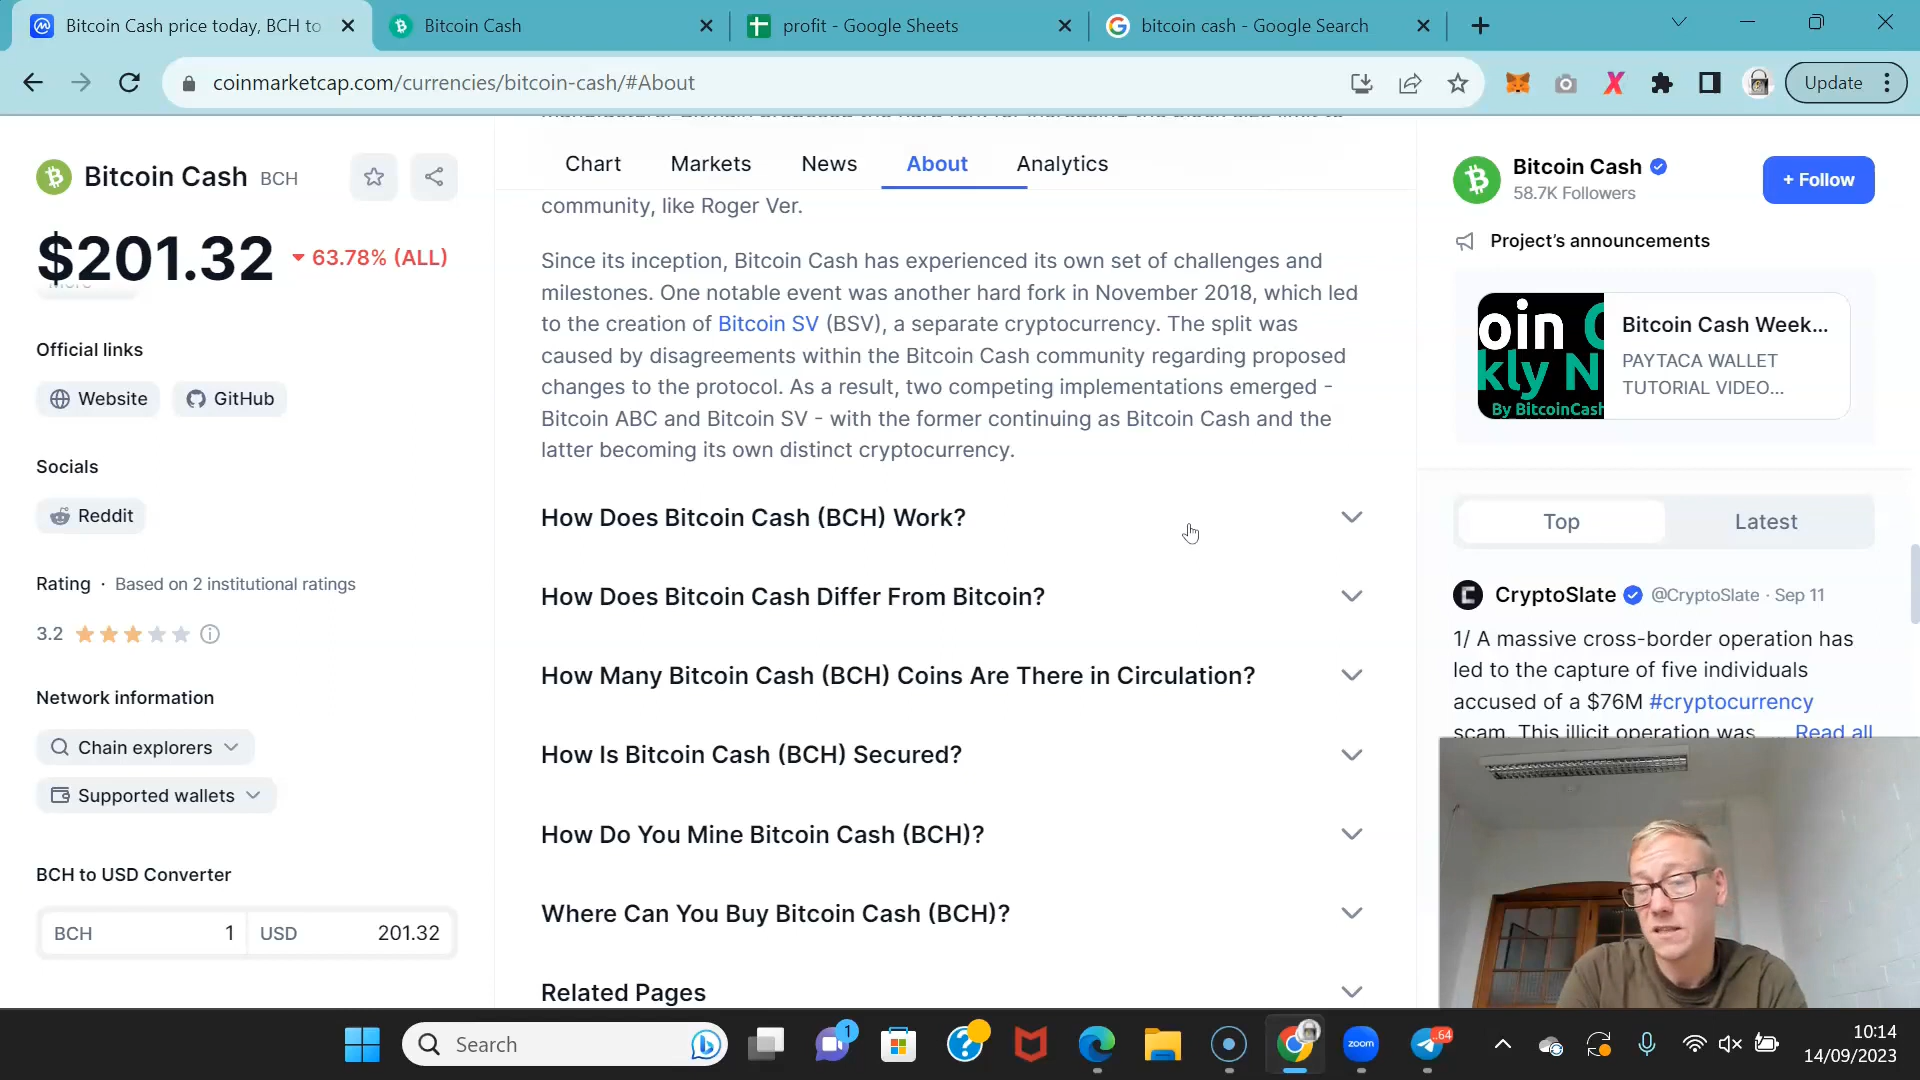 Bitcoin Cash price today, BCH to
Bitcoin Cash
profit - Google Sheets
bitcoin cash - Google Search
coinmarketcap.com/currencies/bitcoin-cash/#About
Update
Bitcoin Cash BCH
$201.32 63.78% (ALL)
More
Official links
Website
GitHub
Socials
Reddit
Rating · Based on 2 institutional ratings
3.2
Network information
Chain explorers
Supported wallets
BCH to USD Converter
BCH 1 USD 201.32
Chart Markets News About Analytics
community, like Roger Ver.
Since its inception, Bitcoin Cash has experienced its own set of challenges and
milestones. One notable event was another hard fork in November 2018, which led
to the creation of Bitcoin SV (BSV), a separate cryptocurrency. The split was
caused by disagreements within the Bitcoin Cash community regarding proposed
changes to the protocol. As a result, two competing implementations emerged -
Bitcoin ABC and Bitcoin SV - with the former continuing as Bitcoin Cash and the
latter becoming its own distinct cryptocurrency.
How Does Bitcoin Cash (BCH) Work?
How Does Bitcoin Cash Differ From Bitcoin?
How Many Bitcoin Cash (BCH) Coins Are There in Circulation?
How Is Bitcoin Cash (BCH) Secured?
How Do You Mine Bitcoin Cash (BCH)?
Where Can You Buy Bitcoin Cash (BCH)?
Related Pages
Bitcoin Cash
58.7K Followers
+ Follow
Project's announcements
oin C
kly N
By BitcoinCash
Bitcoin Cash Week...
PAYTACA WALLET
TUTORIAL VIDEO...
Top Latest
CryptoSlate @CryptoSlate · Sep 11
1/ A massive cross-border operation has
led to the capture of five individuals
accused of a $76M #cryptocurrency
scam. This illicit operation was ... Read all
Search
1
zoom
64
10:14
14/09/2023